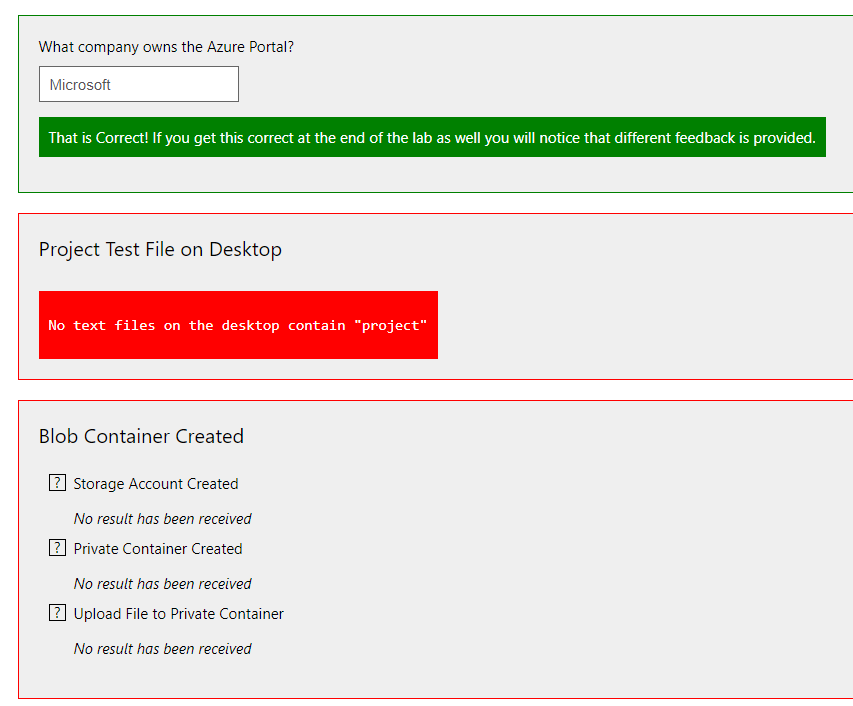 What company owns the Azure Portal?
Microsoft
That is Correct! If you get this correct at the end of the lab as well you will notice that different feedback is provided.
Project Test File on Desktop
No text files on the desktop contain "project"
Blob Container Created
? Storage Account Created
No result has been received
? Private Container Created
No result has been received
? Upload File to Private Container
No result has been received